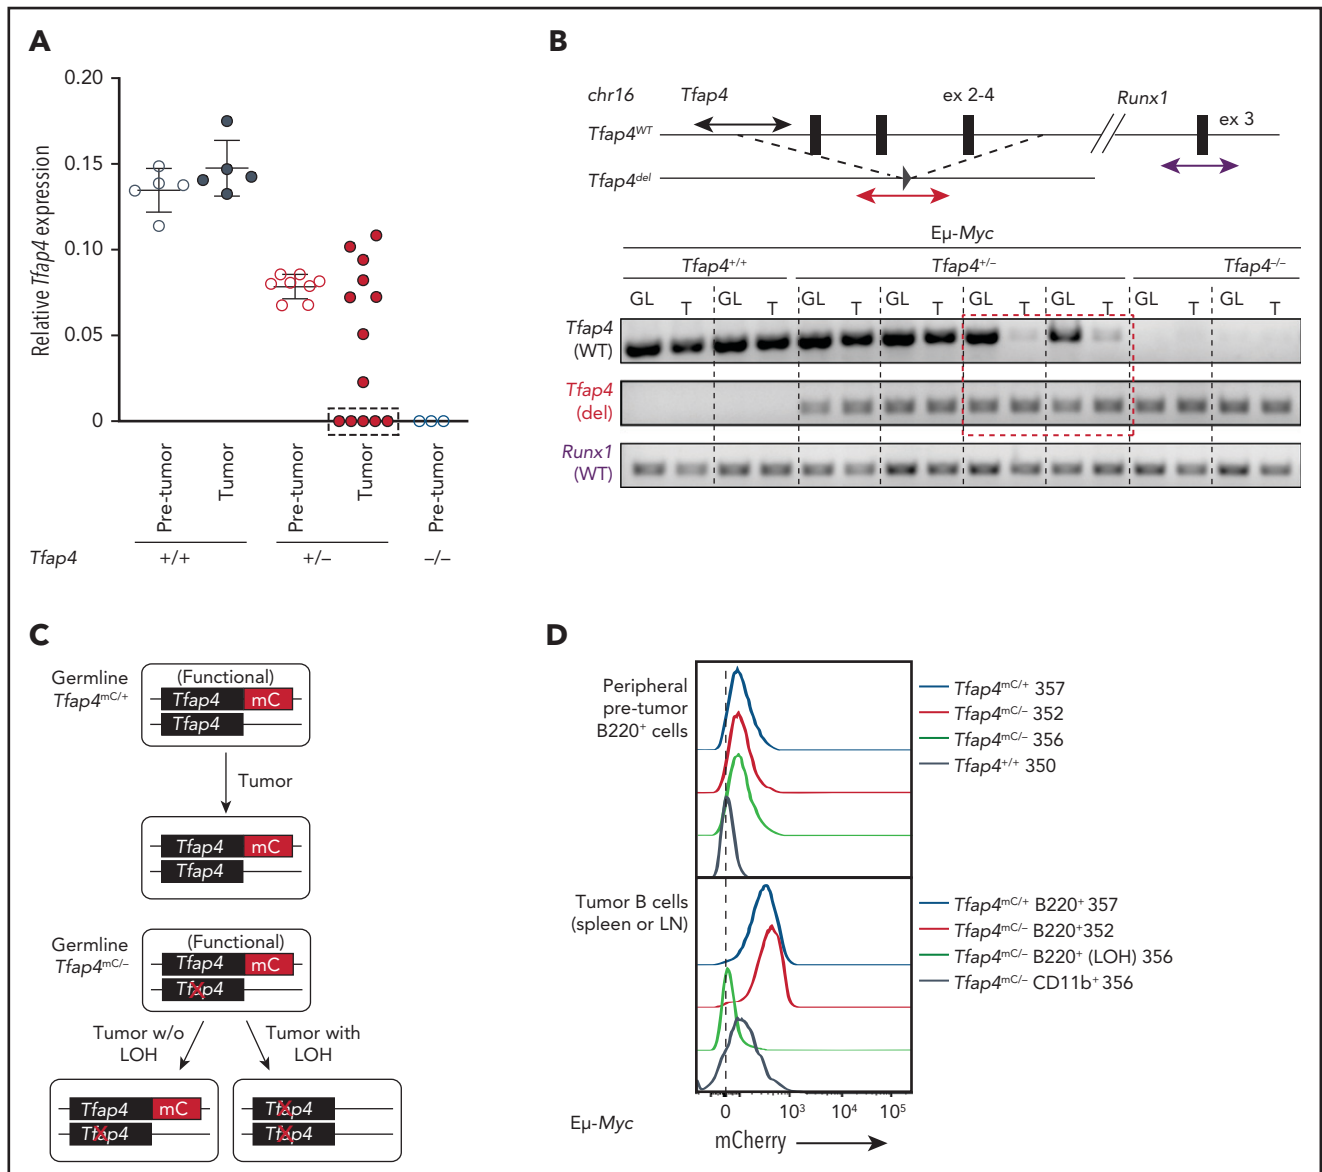 A
0.20
0.15
0.10
0.05
0
Relative Tfap4 expression
Pre-tumor
Tumor
Pre-tumor
Tumor
Pre-tumor
Tfap4
+/+
+/–
–/–
B
chr16
Tfap4
ex 2-4
Runx1
Tfap4WT
ex 3
Tfap4del
Eμ-Myc
Tfap4+/+
Tfap4+/–
Tfap4–/–
GL T GL T GL T GL T GL T GL T GL T GL T
Tfap4
(WT)
Tfap4
(del)
Runx1
(WT)
C
Germline
Tfap4mC/+
(Functional)
Tfap4 mC
Tfap4
Tumor
Tfap4 mC
Tfap4
Germline
Tfap4mC/–
(Functional)
Tfap4 mC
Tfap4
Tumor w/o
LOH
Tumor with
LOH
Tfap4 mC
Tfap4
Tfap4
Tfap4
D
Peripheral
pre-tumor
B220+ cells
Tfap4mC/+ 357
Tfap4mC/– 352
Tfap4mC/– 356
Tfap4+/+ 350
Tumor B cells
(spleen or LN)
Tfap4mC/+ B220+ 357
Tfap4mC/– B220+352
Tfap4mC/– B220+ (LOH) 356
Tfap4mC/– CD11b+ 356
0 10³ 10⁴ 10⁵
Eμ-Myc
mCherry